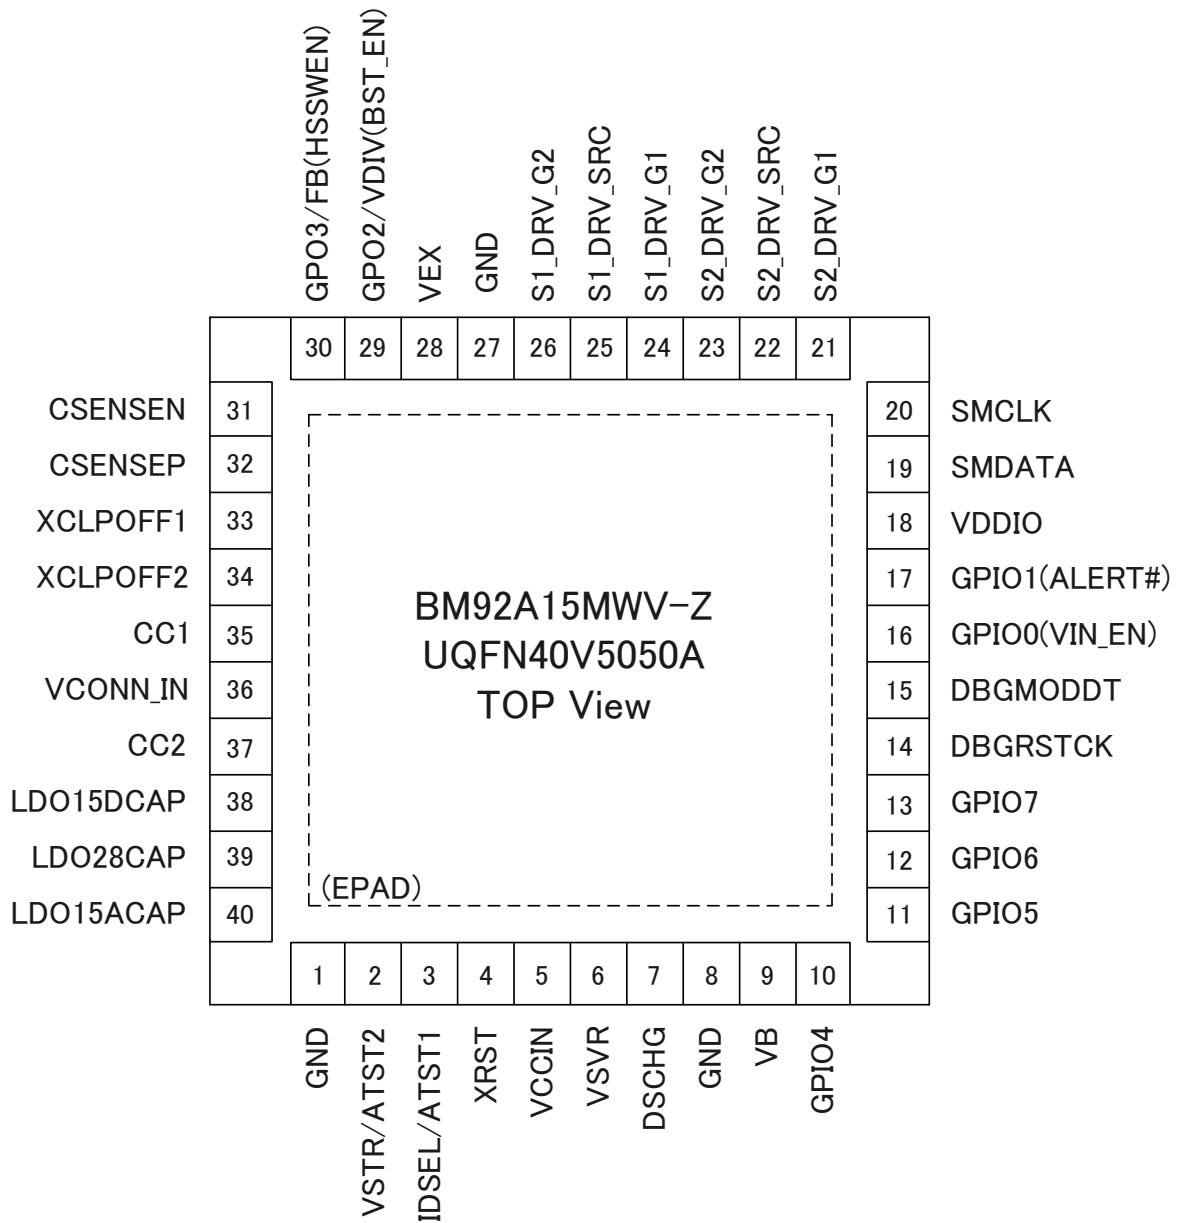 GPO3/FB(HSSWEN)
GPO2/VDIV(BST_EN)
VEX
GND
S1_DRV_G2
S1_DRV_SRC
S1_DRV_G1
S2_DRV_G2
S2_DRV_SRC
S2_DRV_G1
30 29 28 27 26 25 24 23 22 21
CSENSEN 31
CSENSEP 32
XCLPOFF1 33
XCLPOFF2 34
CC1 35
VCONN_IN 36
CC2 37
LDO15DCAP 38
LDO28CAP 39
LDO15ACAP 40
BM92A15MWV-Z
UQFN40V5050A
TOP View
(EPAD)
20 SMCLK
19 SMDATA
18 VDDIO
17 GPIO1(ALERT#)
16 GPIO0(VIN_EN)
15 DBGMODDT
14 DBGRSTCK
13 GPIO7
12 GPIO6
11 GPIO5
1 2 3 4 5 6 7 8 9 10
GND
VSTR/ATST2
IDSEL/ATST1
XRST
VCCIN
VSVR
DSCHG
GND
VB
GPIO4